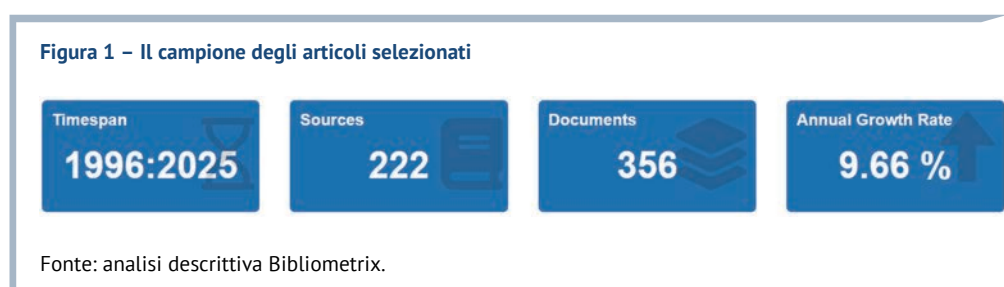 Figura 1 – Il campione degli articoli selezionati
Timespan
1996:2025
Sources
222
Documents
356
Annual Growth Rate
9.66 %
Fonte: analisi descrittiva Bibliometrix.